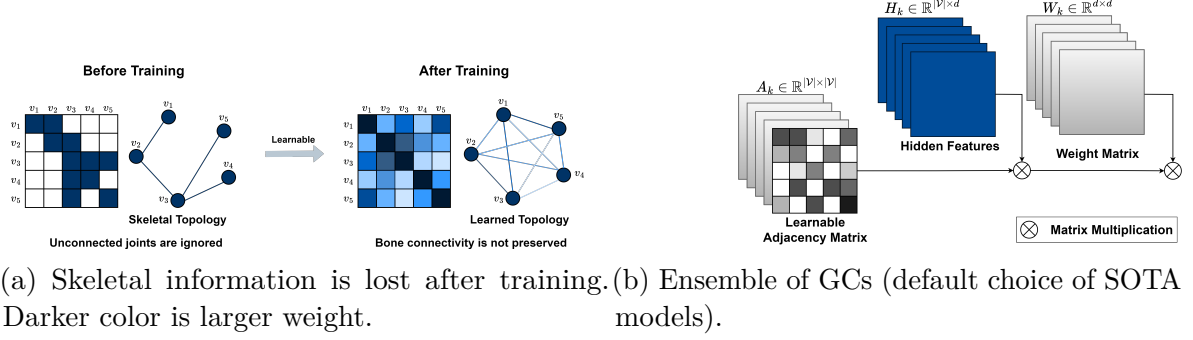 Before Training
v₁ v₂ v₃ v₄ v₅
v₁
v₂
v₃
v₄
v₅
v₁
v₂
v₃
v₄
v₅
Skeletal Topology
Unconnected joints are ignored
Learnable
After Training
v₁ v₂ v₃ v₄ v₅
v₁
v₂
v₃
v₄
v₅
v₁
v₂
v₃
v₄
v₅
Learned Topology
Bone connectivity is not preserved
(a) Skeletal information is lost after training.
Darker color is larger weight.
A_k ∈ ℝ^{|𝒱|×|𝒱|}
Learnable
Adjacency Matrix
H_k ∈ ℝ^{|𝒱|×d}
Hidden Features
W_k ∈ ℝ^{d×d}
Weight Matrix
Matrix Multiplication
(b) Ensemble of GCs (default choice of SOTA
models).